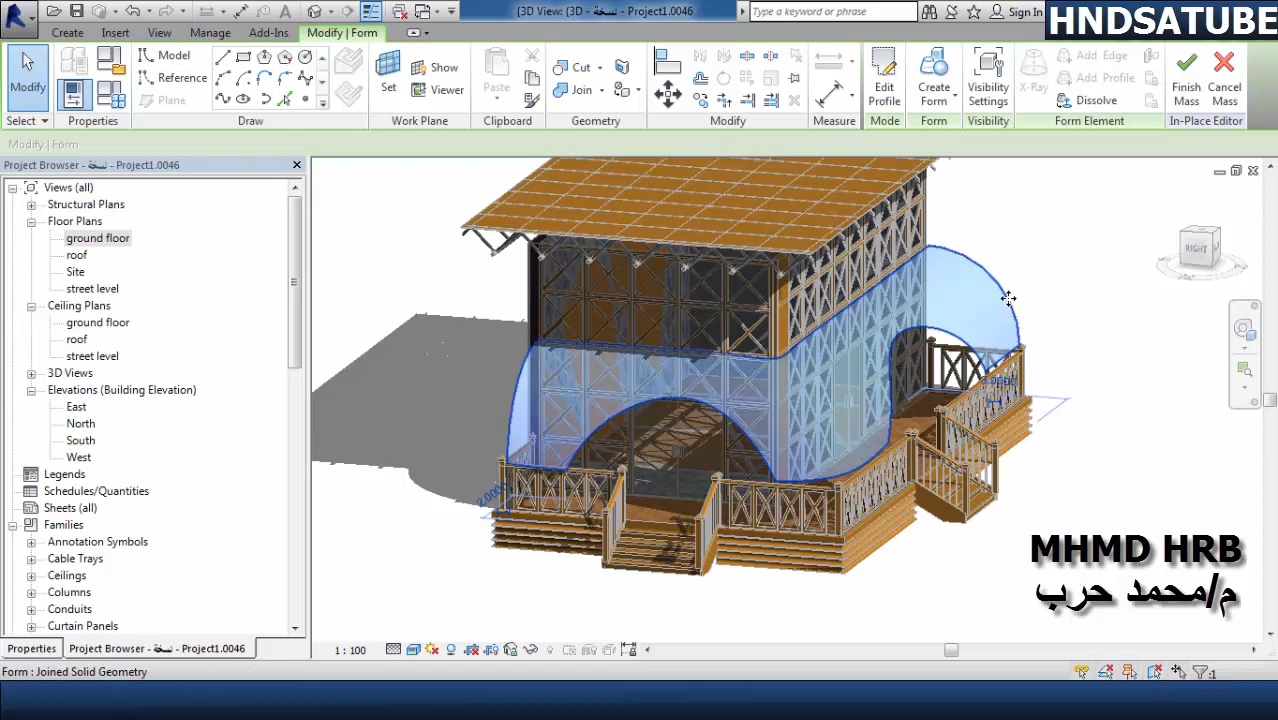 3D View: {3D - نسخة - Project1.0046
Type a keyword or phrase
Sign In
HNDSATUBE
Create
Insert
View
Manage
Add-Ins
Modify | Form
Modify
Model
Reference
Plane
Set
Show
Viewer
Paste
Cut
Join
Edit Profile
Create Form
Visibility Settings
X-Ray
Add Edge
Add Profile
Dissolve
Finish Mass
Cancel Mass
Select
Properties
Draw
Work Plane
Clipboard
Geometry
Modify
Measure
Mode
Form
Visibility
Form Element
In-Place Editor
Modify | Form
Project Browser - نسخة - Project1.0046
Views (all)
Structural Plans
Floor Plans
ground floor
roof
Site
street level
Ceiling Plans
ground floor
roof
street level
3D Views
Elevations (Building Elevation)
East
North
South
West
Legends
Schedules/Quantities
Sheets (all)
Families
Annotation Symbols
Cable Trays
Ceilings
Columns
Conduits
Curtain Panels
RIGHT
2.0000
MHMD HRB
م/محمد حرب
Properties
Project Browser - نسخة - Project1.0046
1 : 100
Form : Joined Solid Geometry
:1